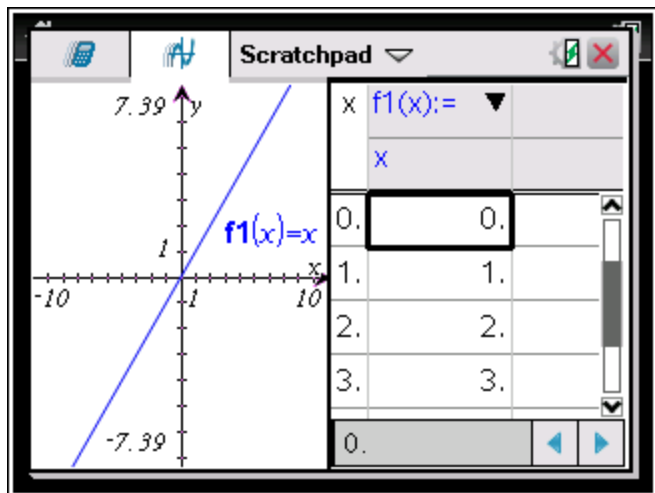 Scratchpad
7.39
y
f1(x)=x
1
x
-10
1
10
-7.39
x f1(x):=
x
0. 0.
1. 1.
2. 2.
3. 3.
0.